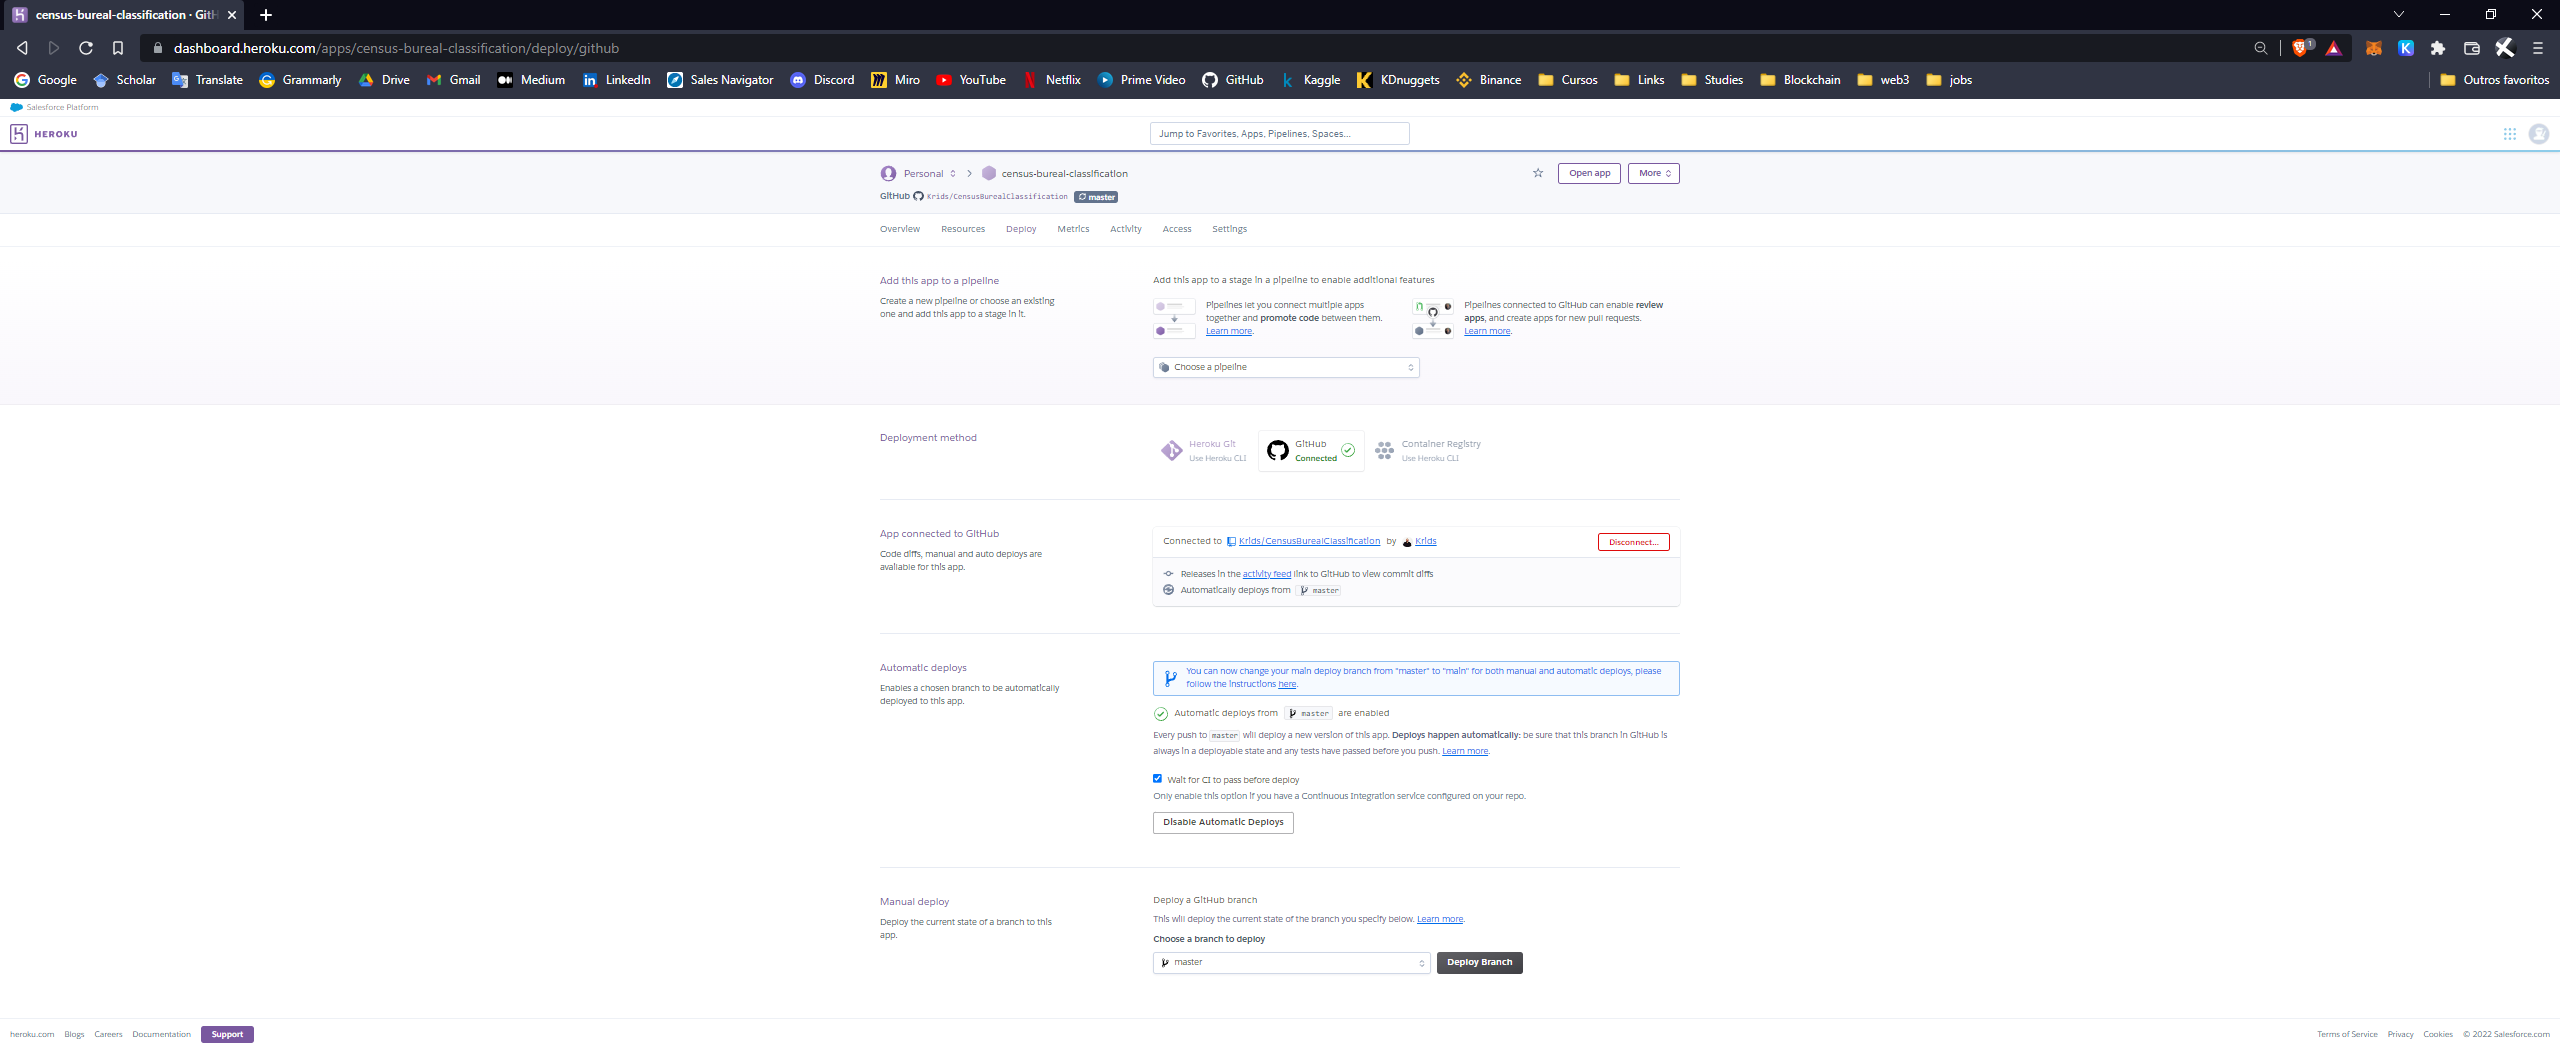 census-bureal-classification · GitH
dashboard.heroku.com/apps/census-bureal-classification/deploy/github
1
Google Scholar Translate Grammarly Drive Gmail Medium LinkedIn Sales Navigator Discord Miro YouTube Netflix Prime Video GitHub Kaggle KDnuggets Binance Cursos Links Studies Blockchain web3 jobs Outros favoritos
Salesforce Platform
HEROKU
Jump to Favorites, Apps, Pipelines, Spaces...
Personal census-bureal-classification
Open app More
GitHub Krids/CensusBurealClassification master
Overview Resources Deploy Metrics Activity Access Settings
Add this app to a pipeline
Create a new pipeline or choose an existing
one and add this app to a stage in it.
Add this app to a stage in a pipeline to enable additional features
Pipelines let you connect multiple apps
together and promote code between them.
Learn more.
Pipelines connected to GitHub can enable review
apps, and create apps for new pull requests.
Learn more.
Choose a pipeline
Deployment method
Heroku Git
Use Heroku CLI
GitHub
Connected
Container Registry
Use Heroku CLI
App connected to GitHub
Code diffs, manual and auto deploys are
available for this app.
Connected to Krids/CensusBurealClassification by Krids
Disconnect...
Releases in the activity feed link to GitHub to view commit diffs
Automatically deploys from master
Automatic deploys
Enables a chosen branch to be automatically
deployed to this app.
You can now change your main deploy branch from "master" to "main" for both manual and automatic deploys, please
follow the instructions here.
Automatic deploys from master are enabled
Every push to master will deploy a new version of this app. Deploys happen automatically: be sure that this branch in GitHub is
always in a deployable state and any tests have passed before you push. Learn more.
Wait for CI to pass before deploy
Only enable this option if you have a Continuous Integration service configured on your repo.
Disable Automatic Deploys
Manual deploy
Deploy the current state of a branch to this
app.
Deploy a GitHub branch
This will deploy the current state of the branch you specify below. Learn more.
Choose a branch to deploy
master
Deploy Branch
heroku.com Blogs Careers Documentation Support
Terms of Service Privacy Cookies © 2022 Salesforce.com